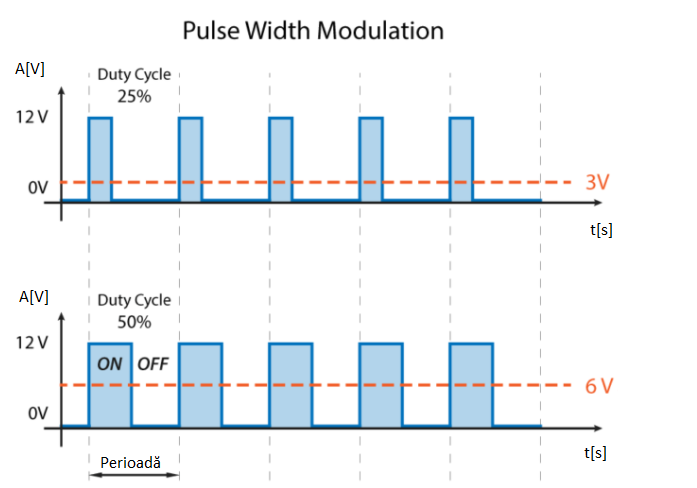 Pulse Width Modulation
A[V]
Duty Cycle
25%
12 V
0V
3V
t[s]
A[V]
Duty Cycle
50%
12 V
ON OFF
6 V
0V
t[s]
Perioadă